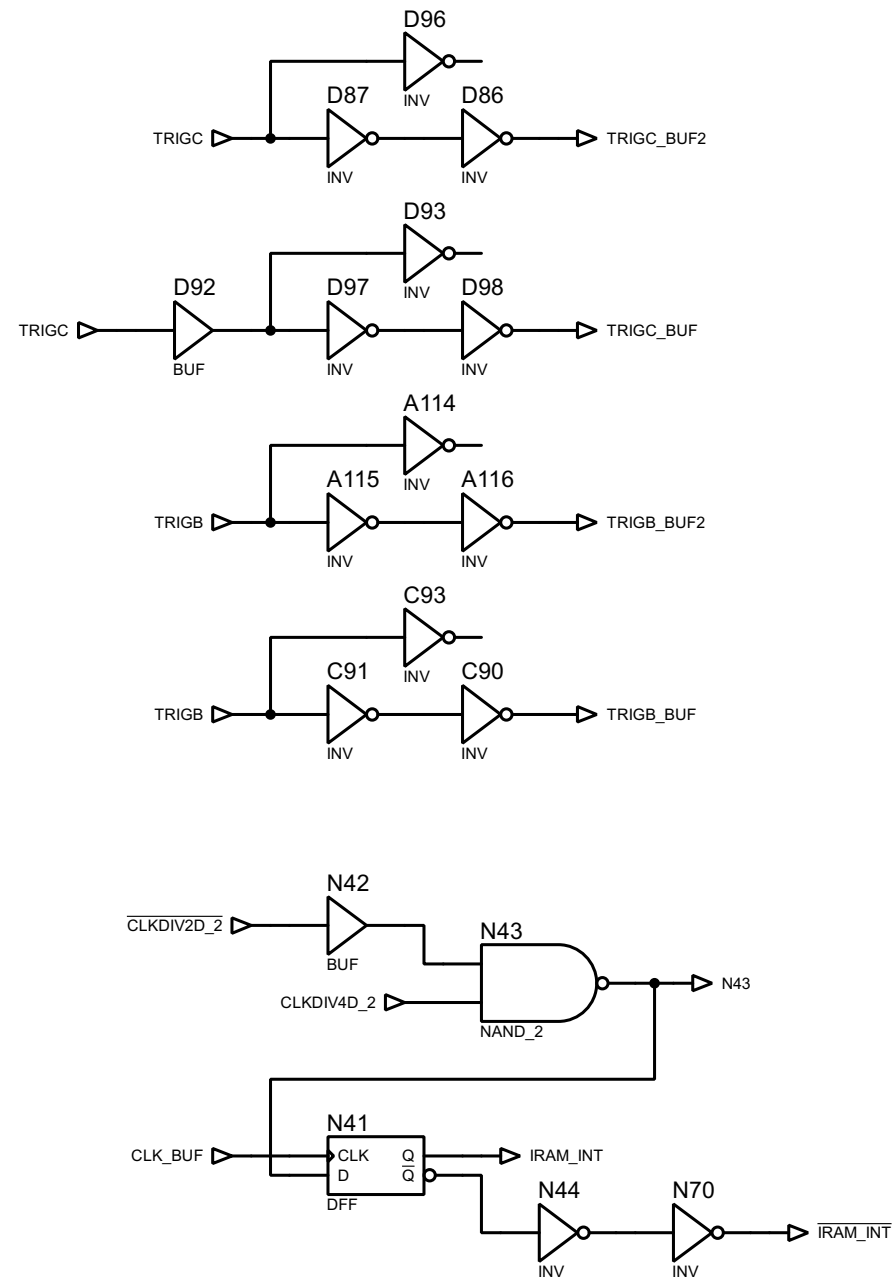 D96
INV
D87
D86
TRIGC
TRIGC_BUF2
INV
INV
D93
INV
D92
D97
D98
TRIGC
TRIGC_BUF
BUF
INV
INV
A114
INV
A115
A116
TRIGB
TRIGB_BUF2
INV
INV
C93
INV
C91
C90
TRIGB
TRIGB_BUF
INV
INV
N42
CLKDIV2D_2
BUF
N43
N43
CLKDIV4D_2
NAND_2
N41
CLK_BUF
CLK
Q
IRAM_INT
D
Q
DFF
N44
N70
IRAM_INT
INV
INV